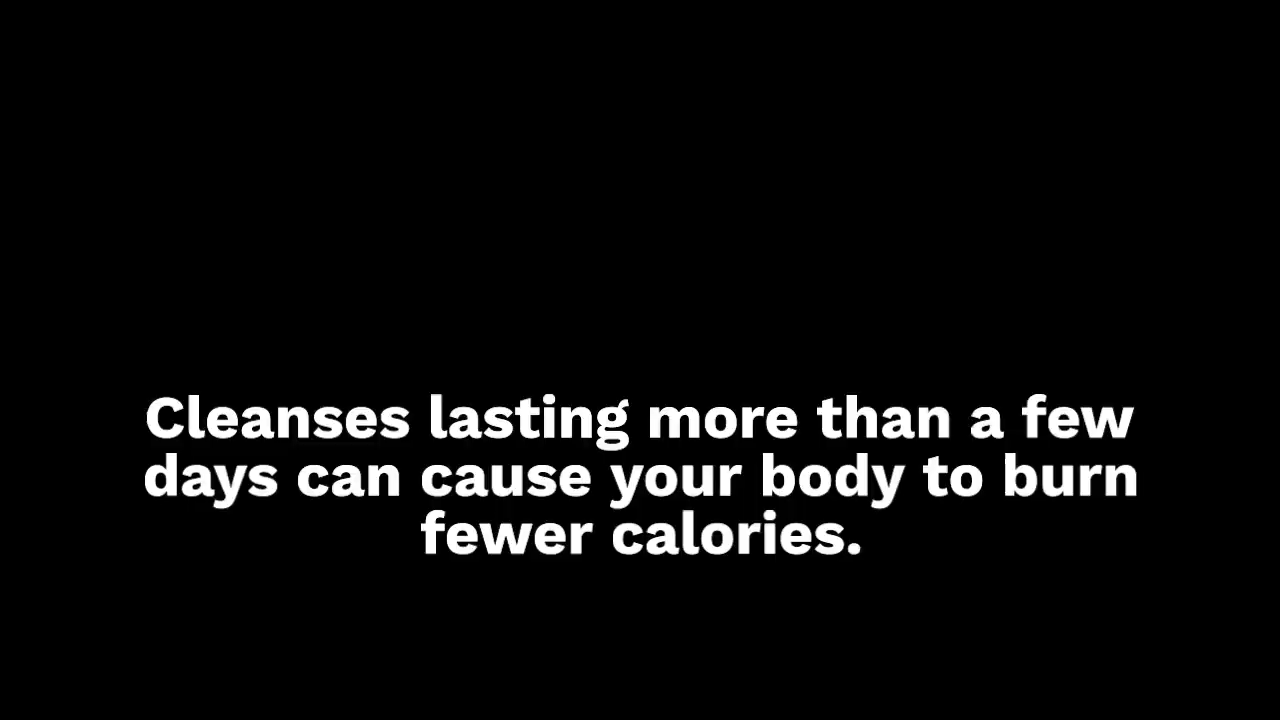 Cleanses lasting more than a few
days can cause your body to burn
fewer calories.